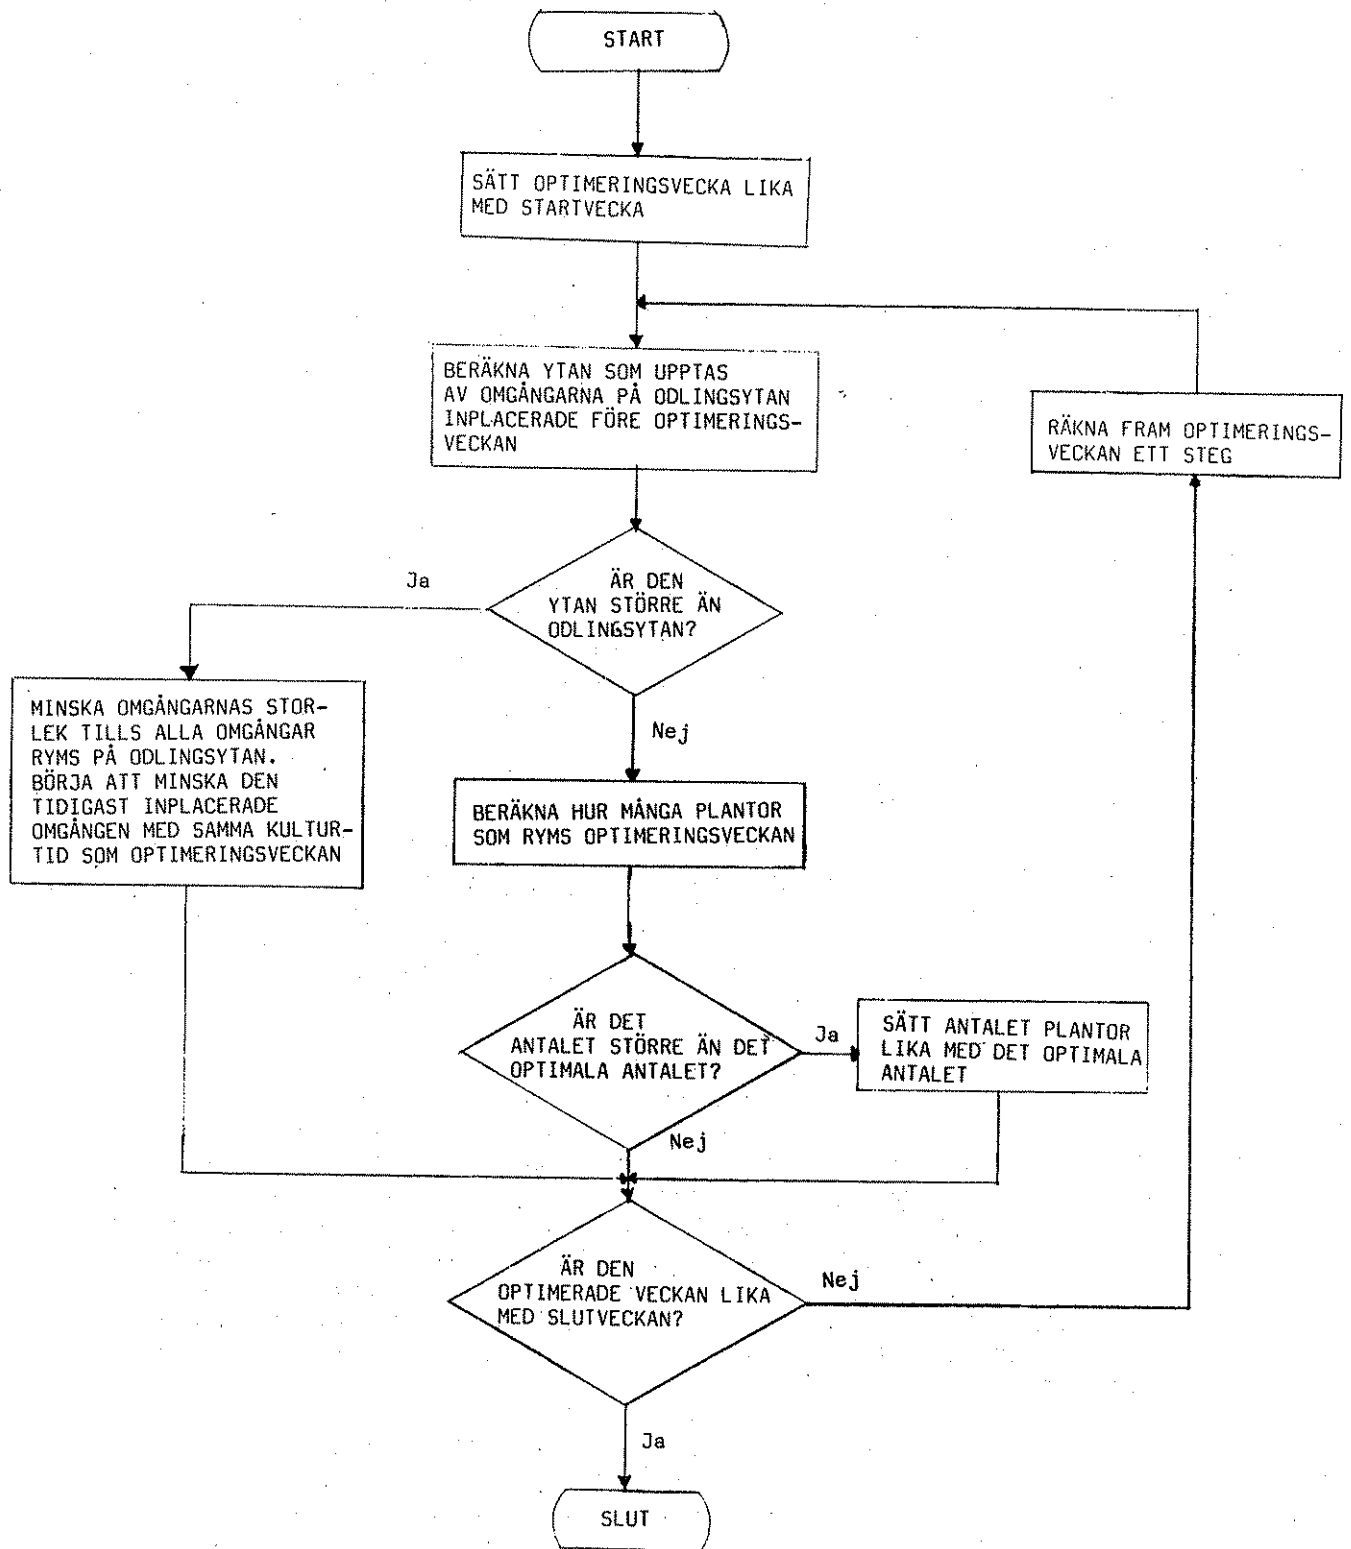 START
SÄTT OPTIMERINGSVECKA LIKA
MED STARTVECKA
BERÄKNA YTAN SOM UPPTAS
AV OMGÅNGARNA PÅ ODLINGSYTAN
INPLACERADE FÖRE OPTIMERINGS-
VECKAN
RÄKNA FRAM OPTIMERINGS-
VECKAN ETT STEG
Ja
ÄR DEN
YTAN STÖRRE ÄN
ODLINGSYTAN?
MINSKA OMGÅNGARNAS STOR-
LEK TILLS ALLA OMGÅNGAR
RYMS PÅ ODLINGSYTAN.
BÖRJA ATT MINSKA DEN
TIDIGAST INPLACERADE
OMGÅNGEN MED SAMMA KULTUR-
TID SOM OPTIMERINGSVECKAN
Nej
BERÄKNA HUR MÅNGA PLANTOR
SOM RYMS OPTIMERINGSVECKAN
ÄR DET
ANTALET STÖRRE ÄN DET
OPTIMALA ANTALET?
Ja
SÄTT ANTALET PLANTOR
LIKA MED DET OPTIMALA
ANTALET
Nej
ÄR DEN
OPTIMERADE VECKAN LIKA
MED SLUTVECKAN?
Nej
Ja
SLUT